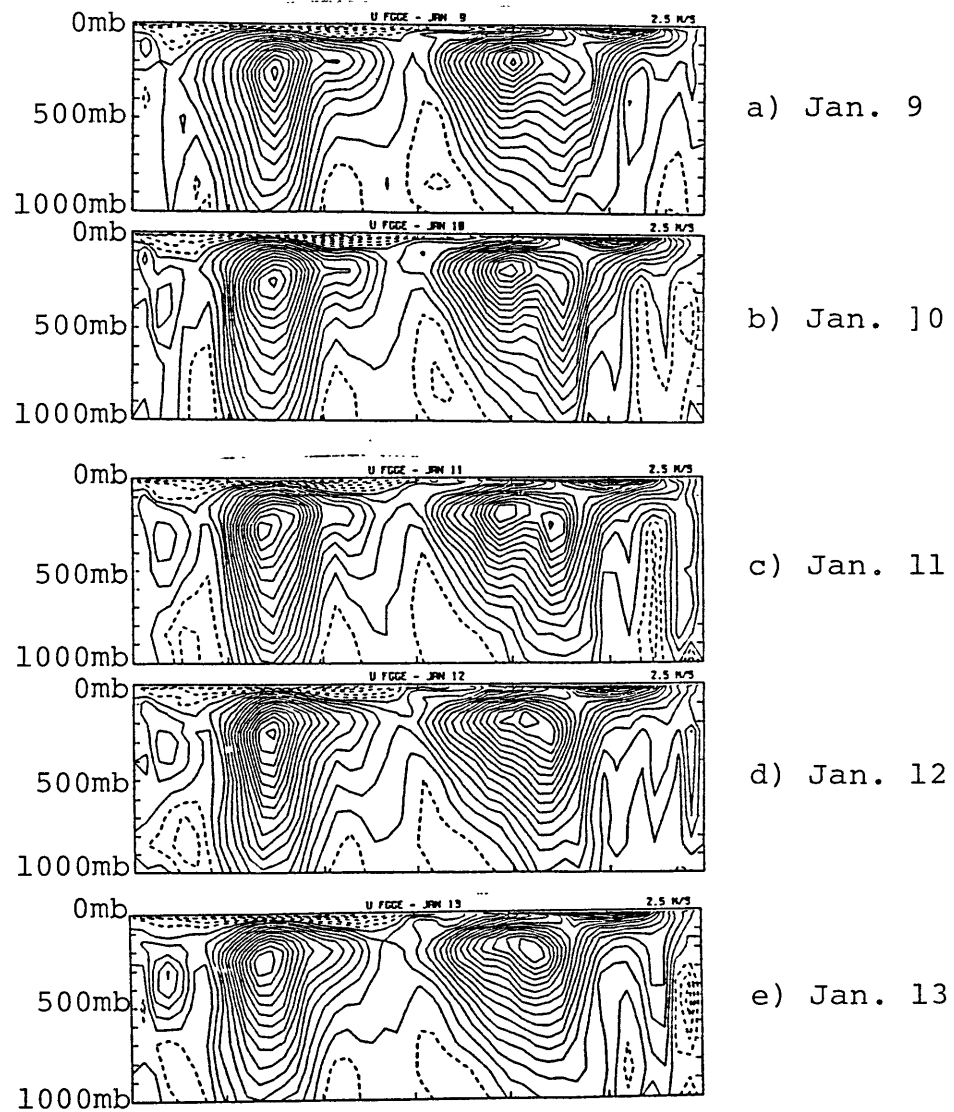 U FGGE - JAN 9 2.5 M/S
0mb
500mb
1000mb
a) Jan. 9
U FGGE - JAN 10 2.5 M/S
0mb
500mb
1000mb
b) Jan. ]0
U FGGE - JAN 11 2.5 M/S
0mb
500mb
1000mb
c) Jan. 11
U FGGE - JAN 12 2.5 M/S
0mb
500mb
1000mb
d) Jan. 12
U FGGE - JAN 13 2.5 M/S
0mb
500mb
1000mb
e) Jan. 13